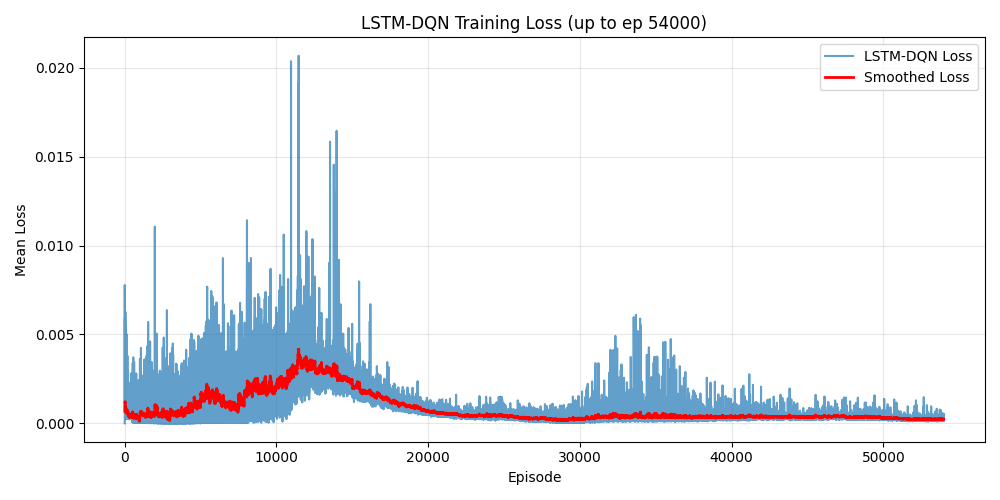 LSTM-DQN Training Loss (up to ep 54000)
LSTM-DQN Loss
Smoothed Loss
0.020
0.015
0.010
0.005
0.000
Mean Loss
0 10000 20000 30000 40000 50000
Episode